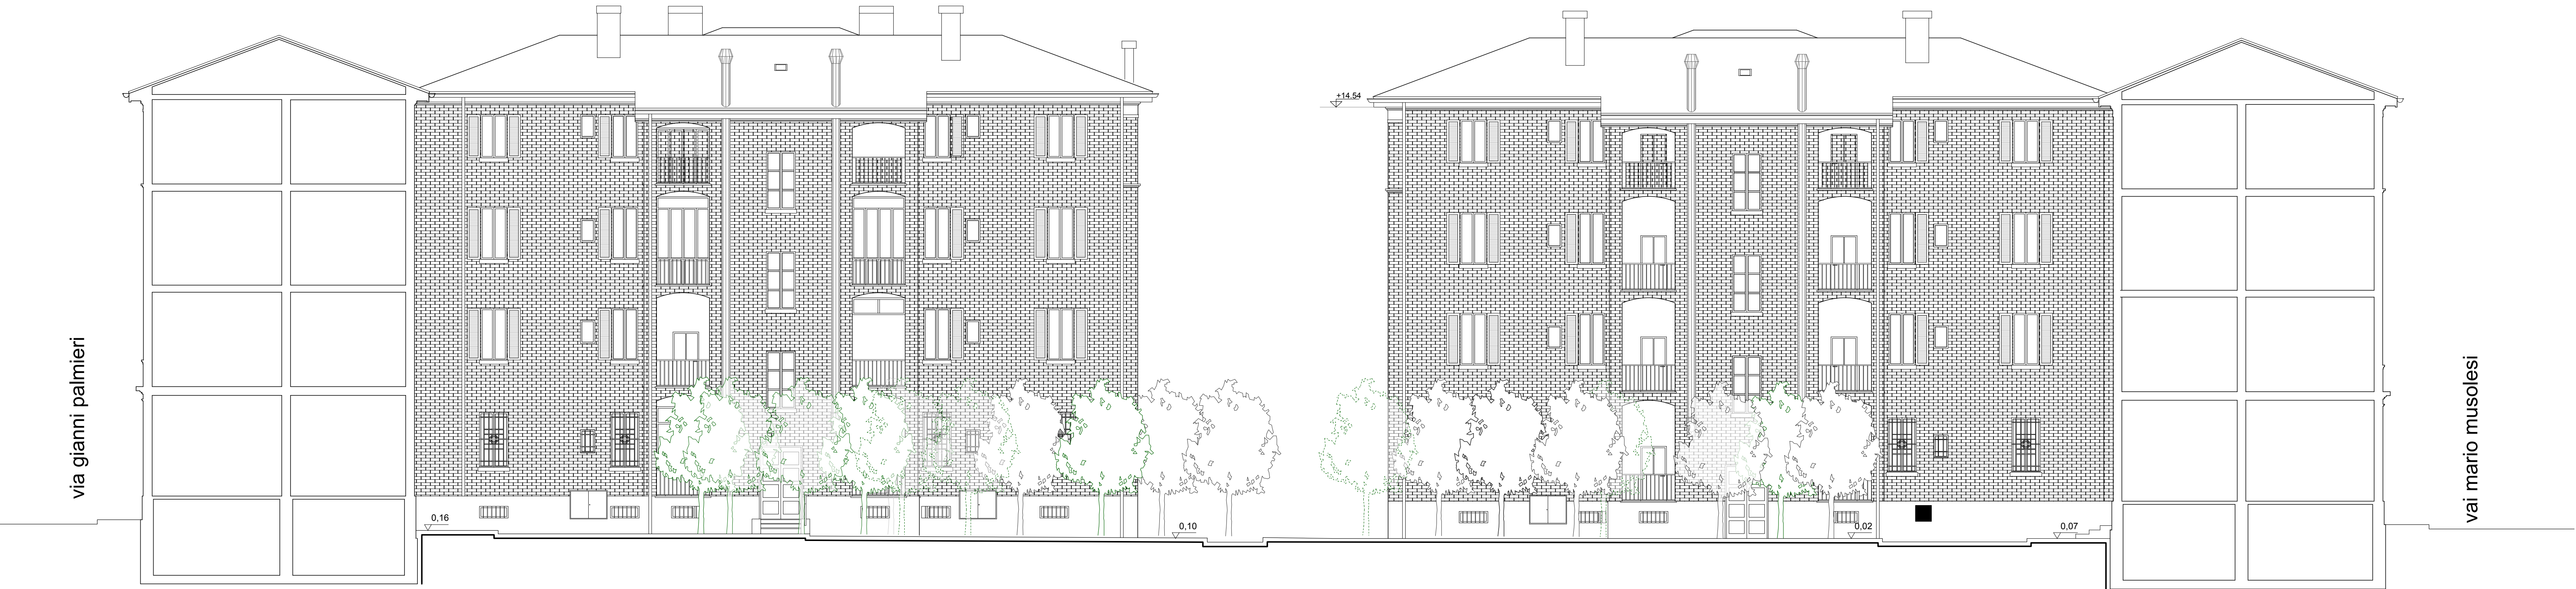 +14.54
via gianni palmieri
vai mario musolesi
0,16
0,10
0,02
0,07